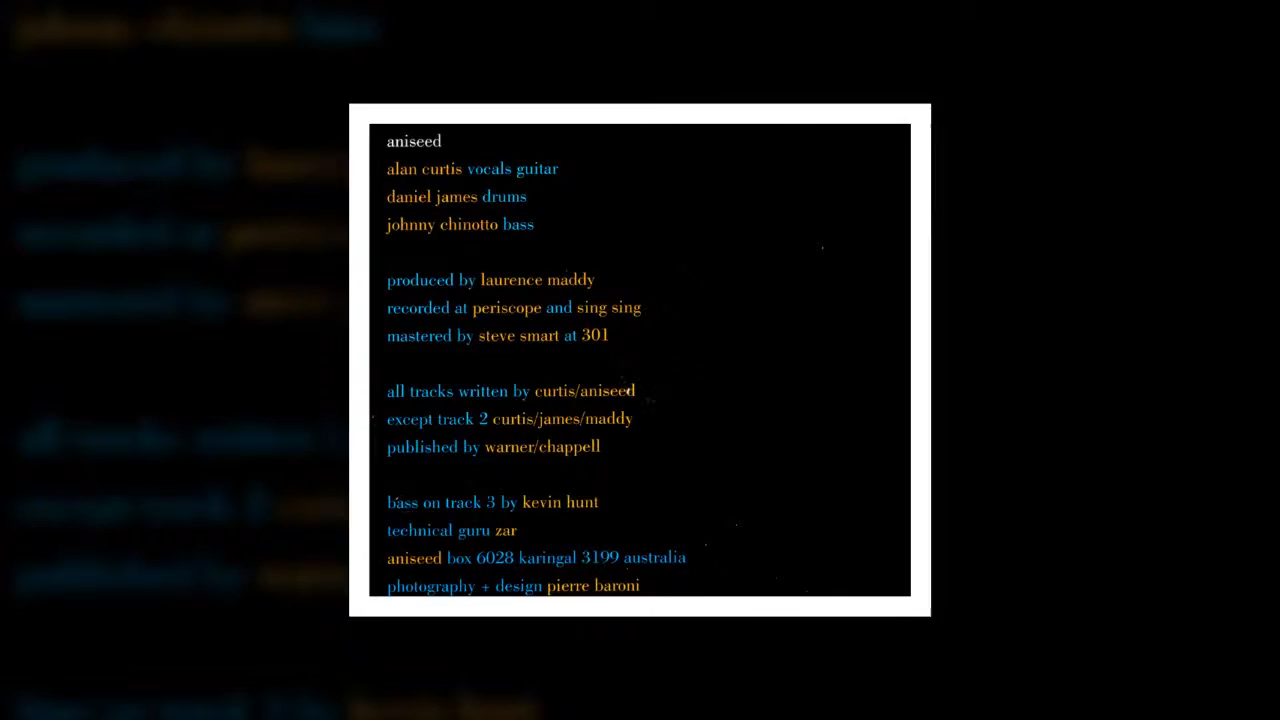 aniseed
alan curtis vocals guitar
daniel james drums
johnny chinotto bass
produced by laurence maddy
recorded at periscope and sing sing
mastered by steve smart at 301
all tracks written by curtis/aniseed
except track 2 curtis/james/maddy
published by warner/chappell
bass on track 3 by kevin hunt
technical guru zar
aniseed box 6028 karingal 3199 australia
photography + design pierre baroni